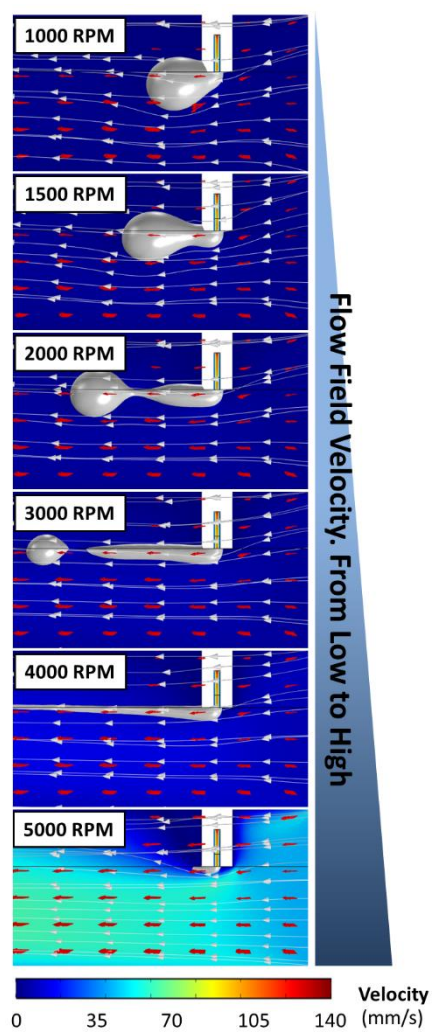 1000 RPM
1500 RPM
2000 RPM
3000 RPM
4000 RPM
5000 RPM
Flow Field Velocity. From Low to High
0 35 70 105 140
Velocity
(mm/s)